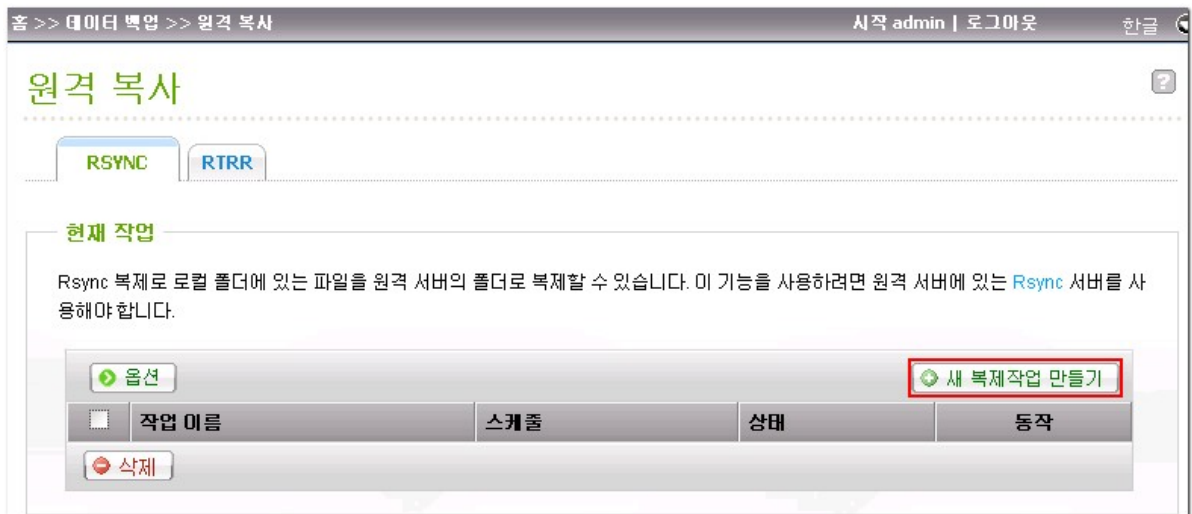 홈 >> 데이터 백업 >> 원격 복사 시작 admin | 로그아웃 한글
원격 복사
?
RSYNC RTRR
현재 작업
Rsync 복제로 로컬 폴더에 있는 파일을 원격 서버의 폴더로 복제할 수 있습니다. 이 기능을 사용하려면 원격 서버에 있는 Rsync 서버를 사
용해야 합니다.
옵션 새 복제작업 만들기
작업 이름 스케줄 상태 동작
삭제